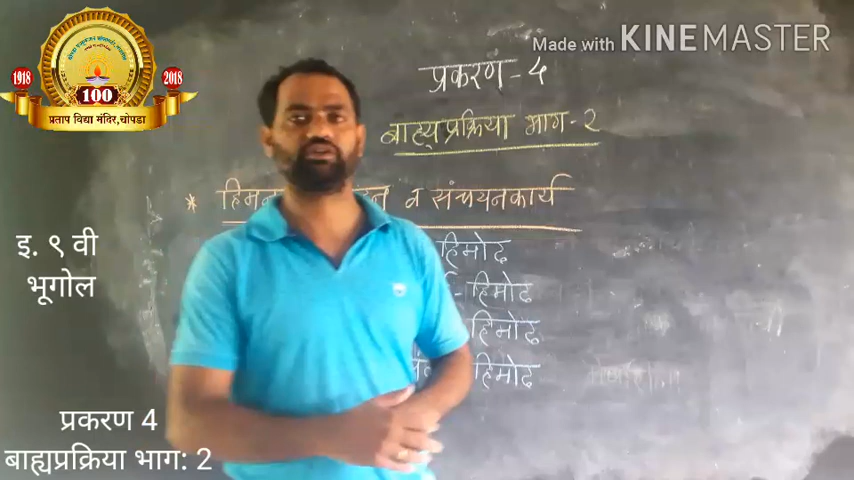 Made with KINEMASTER
1918
2018
100
प्रताप विद्या मंदिर,चोपडा
प्रकरण - ५
बाह्यप्रक्रिया भाग - २
* व संचयनकार्य
हिमोढ
- हिमोढ
हिमोढ
हिमोढ
इ. ९ वी
भूगोल
प्रकरण 4
बाह्यप्रक्रिया भाग: 2